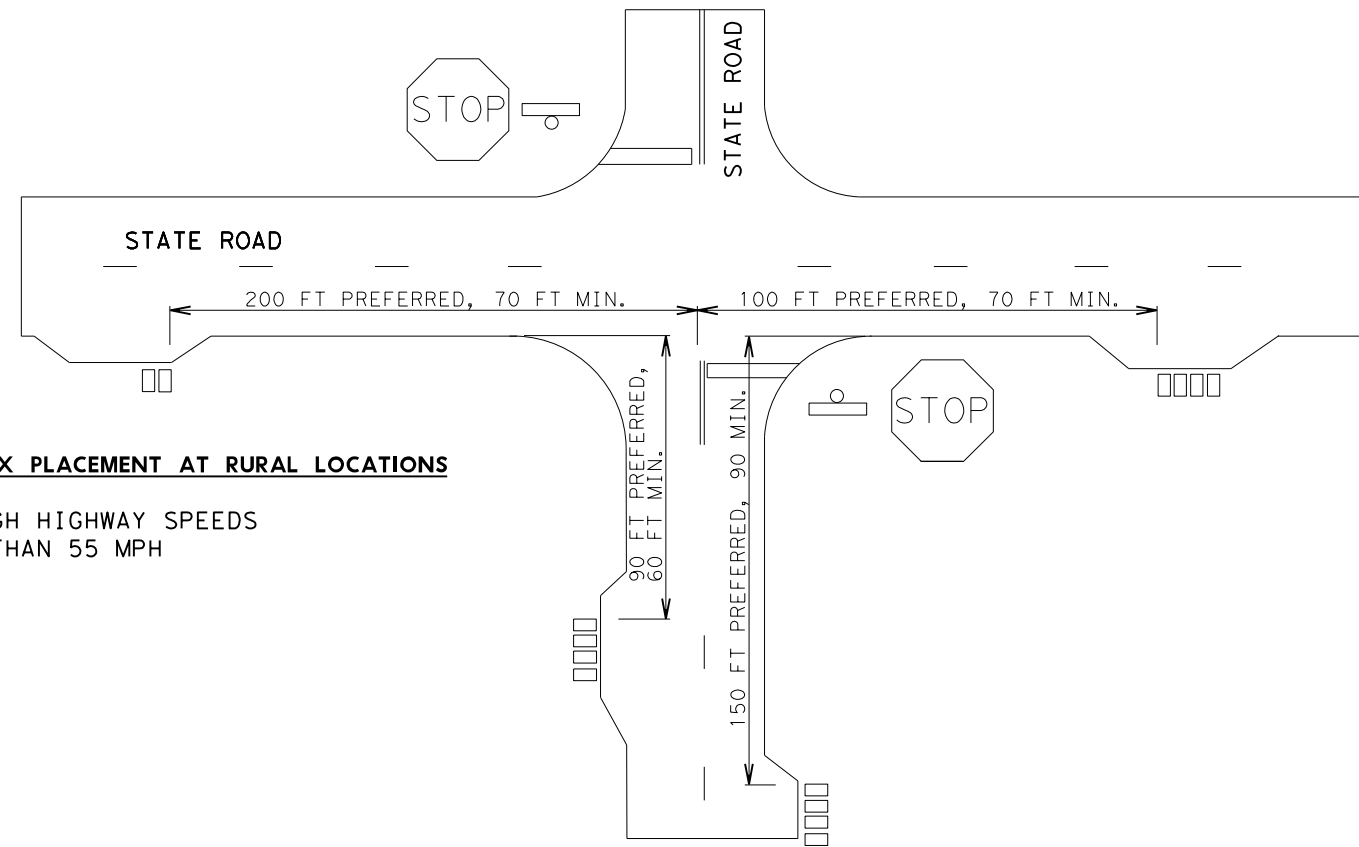 STATE ROAD
STOP
STATE ROAD
200 FT PREFERRED, 70 FT MIN.
100 FT PREFERRED, 70 FT MIN.
90 FT PREFERRED,
60 FT MIN.
150 FT PREFERRED, 90 MIN.
STOP
X PLACEMENT AT RURAL LOCATIONS
GH HIGHWAY SPEEDS
THAN 55 MPH